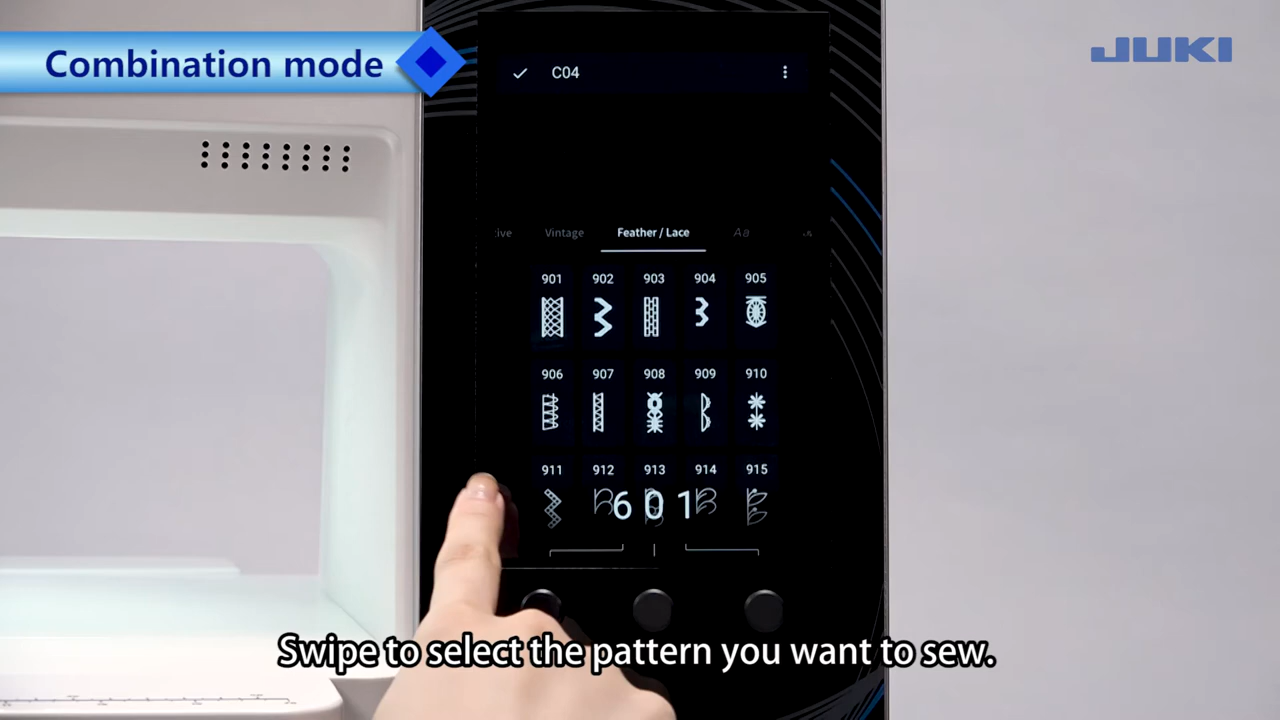 Combination mode
JUKI
C04
Vintage
Feather / Lace
Aa
901 902 903 904 905
906 907 908 909 910
911 912 913 914 915
601
Swipe to select the pattern you want to sew.